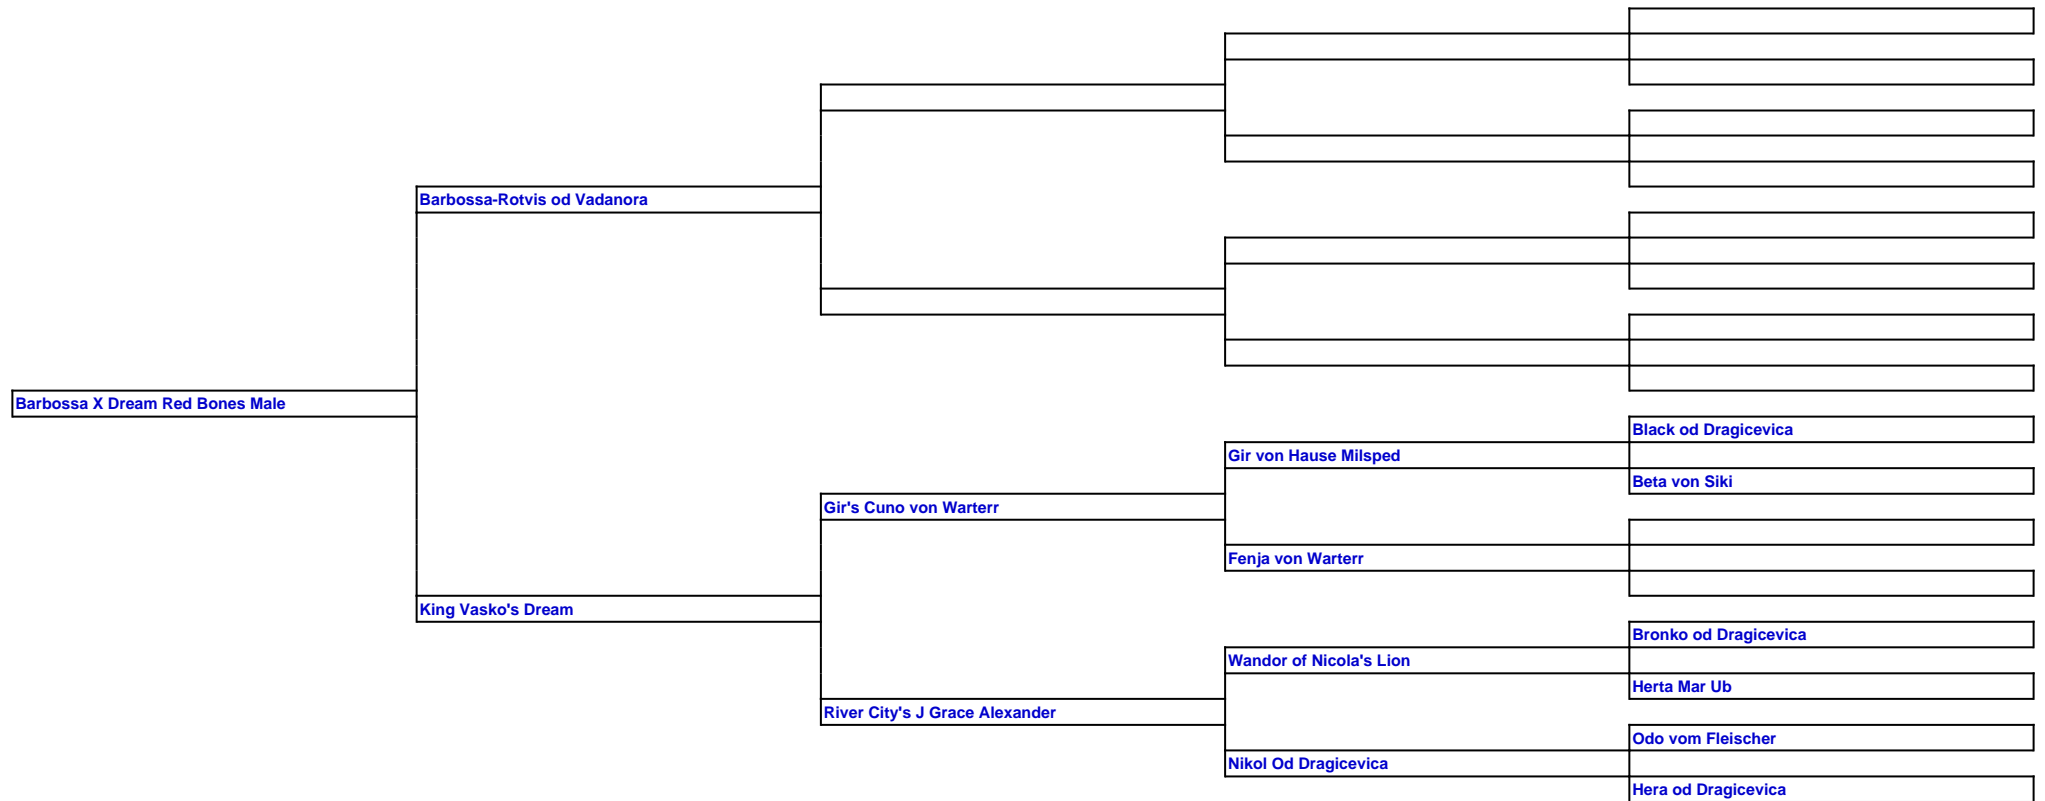 Barbossa-Rotvis od Vadanora
Barbossa X Dream Red Bones Male
Black od Dragicevica
Gir von Hause Milsped
Beta von Siki
Gir's Cuno von Warterr
Fenja von Warterr
King Vasko's Dream
Bronko od Dragicevica
Wandor of Nicola's Lion
Herta Mar Ub
River City's J Grace Alexander
Odo vom Fleischer
Nikol Od Dragicevica
Hera od Dragicevica